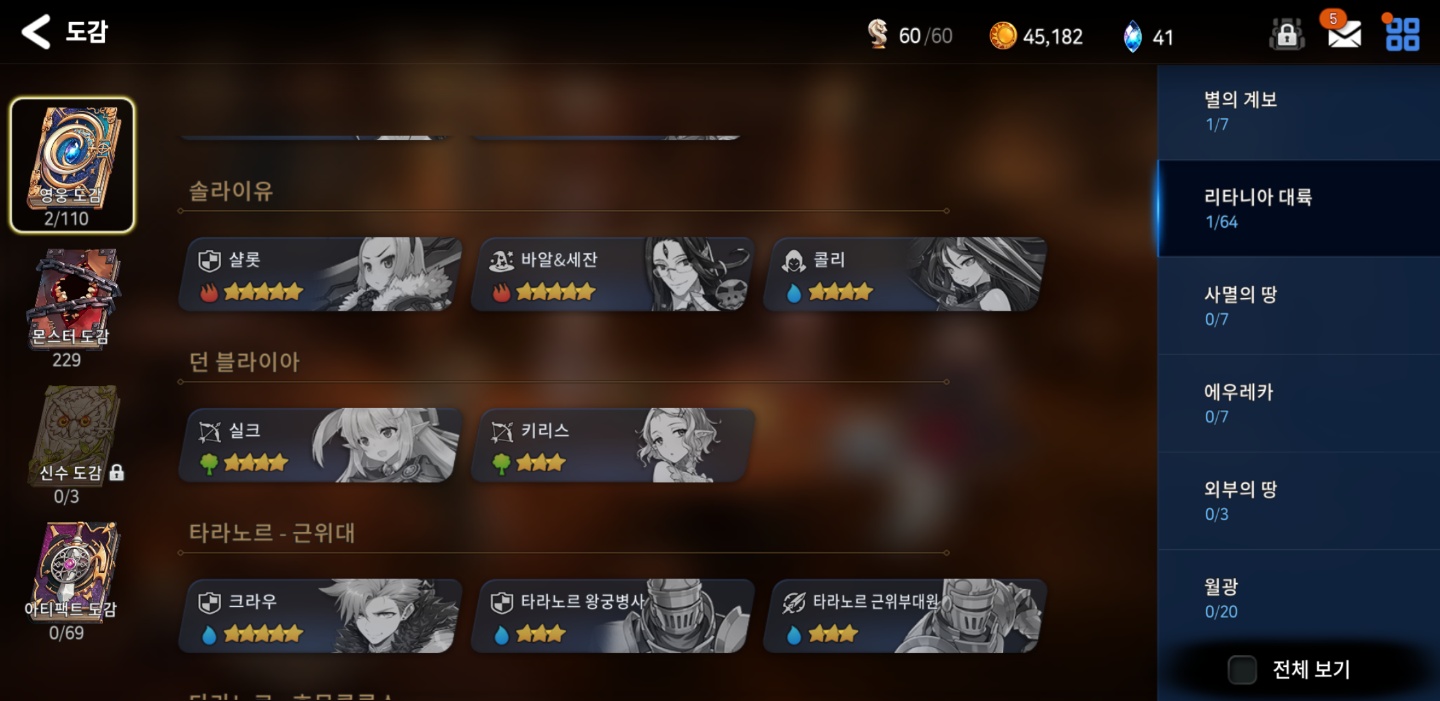 도감
60/60
45,182
41
5
영웅 도감
2/110
몬스터 도감
229
신수 도감
0/3
아티팩트 도감
0/69
솔라이유
샬롯
바알&세잔
콜리
던 블라이아
실크
키리스
타라노르 - 근위대
크라우
타라노르 왕궁병사
타라노르 근위부대원
별의 계보
1/7
리타니아 대륙
1/64
사멸의 땅
0/7
에우레카
0/7
외부의 땅
0/3
월광
0/20
전체 보기